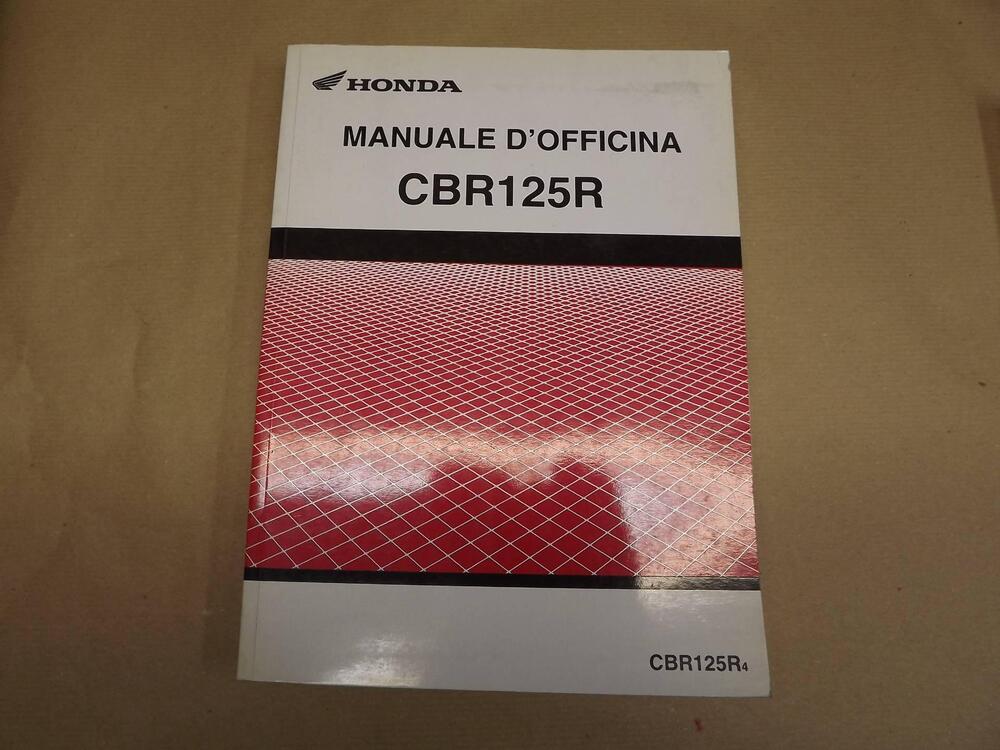 HONDA
MANUALE D'OFFICINA
CBR125R
CBR125R4